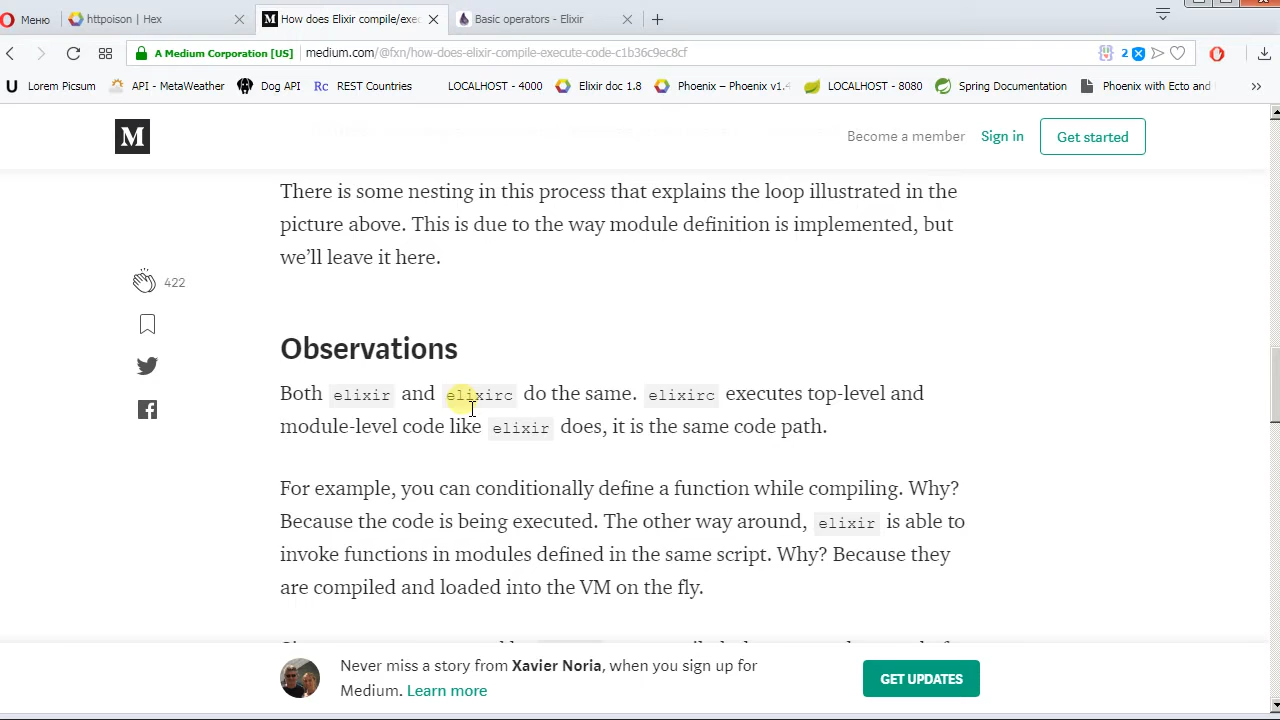 Меню
httpoison | Hex
How does Elixir compile/exec
Basic operators - Elixir
A Medium Corporation [US]
medium.com/@fxn/how-does-elixir-compile-execute-code-c1b36c9ec8cf
2
U Lorem Picsum
API - MetaWeather
Dog API
Rc REST Countries
LOCALHOST - 4000
Elixir doc 1.8
Phoenix – Phoenix v1.4
LOCALHOST - 8080
Spring Documentation
Phoenix with Ecto and
M
Become a member
Sign in
Get started
There is some nesting in this process that explains the loop illustrated in the
picture above. This is due to the way module definition is implemented, but
we’ll leave it here.
422
Observations
Both elixir and elixirc do the same. elixirc executes top-level and
module-level code like elixir does, it is the same code path.
For example, you can conditionally define a function while compiling. Why?
Because the code is being executed. The other way around, elixir is able to
invoke functions in modules defined in the same script. Why? Because they
are compiled and loaded into the VM on the fly.
Never miss a story from Xavier Noria, when you sign up for
Medium. Learn more
GET UPDATES